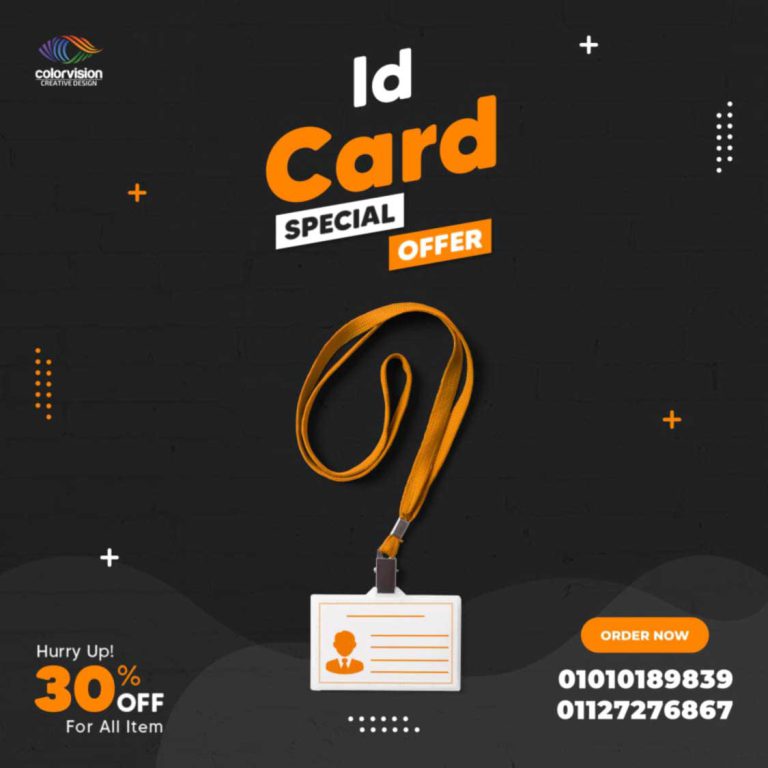 colorvision
CREATIVE DESIGN
Id
Card
SPECIAL
OFFER
Hurry Up!
30% OFF
For All Item
ORDER NOW
01010189839
01127276867